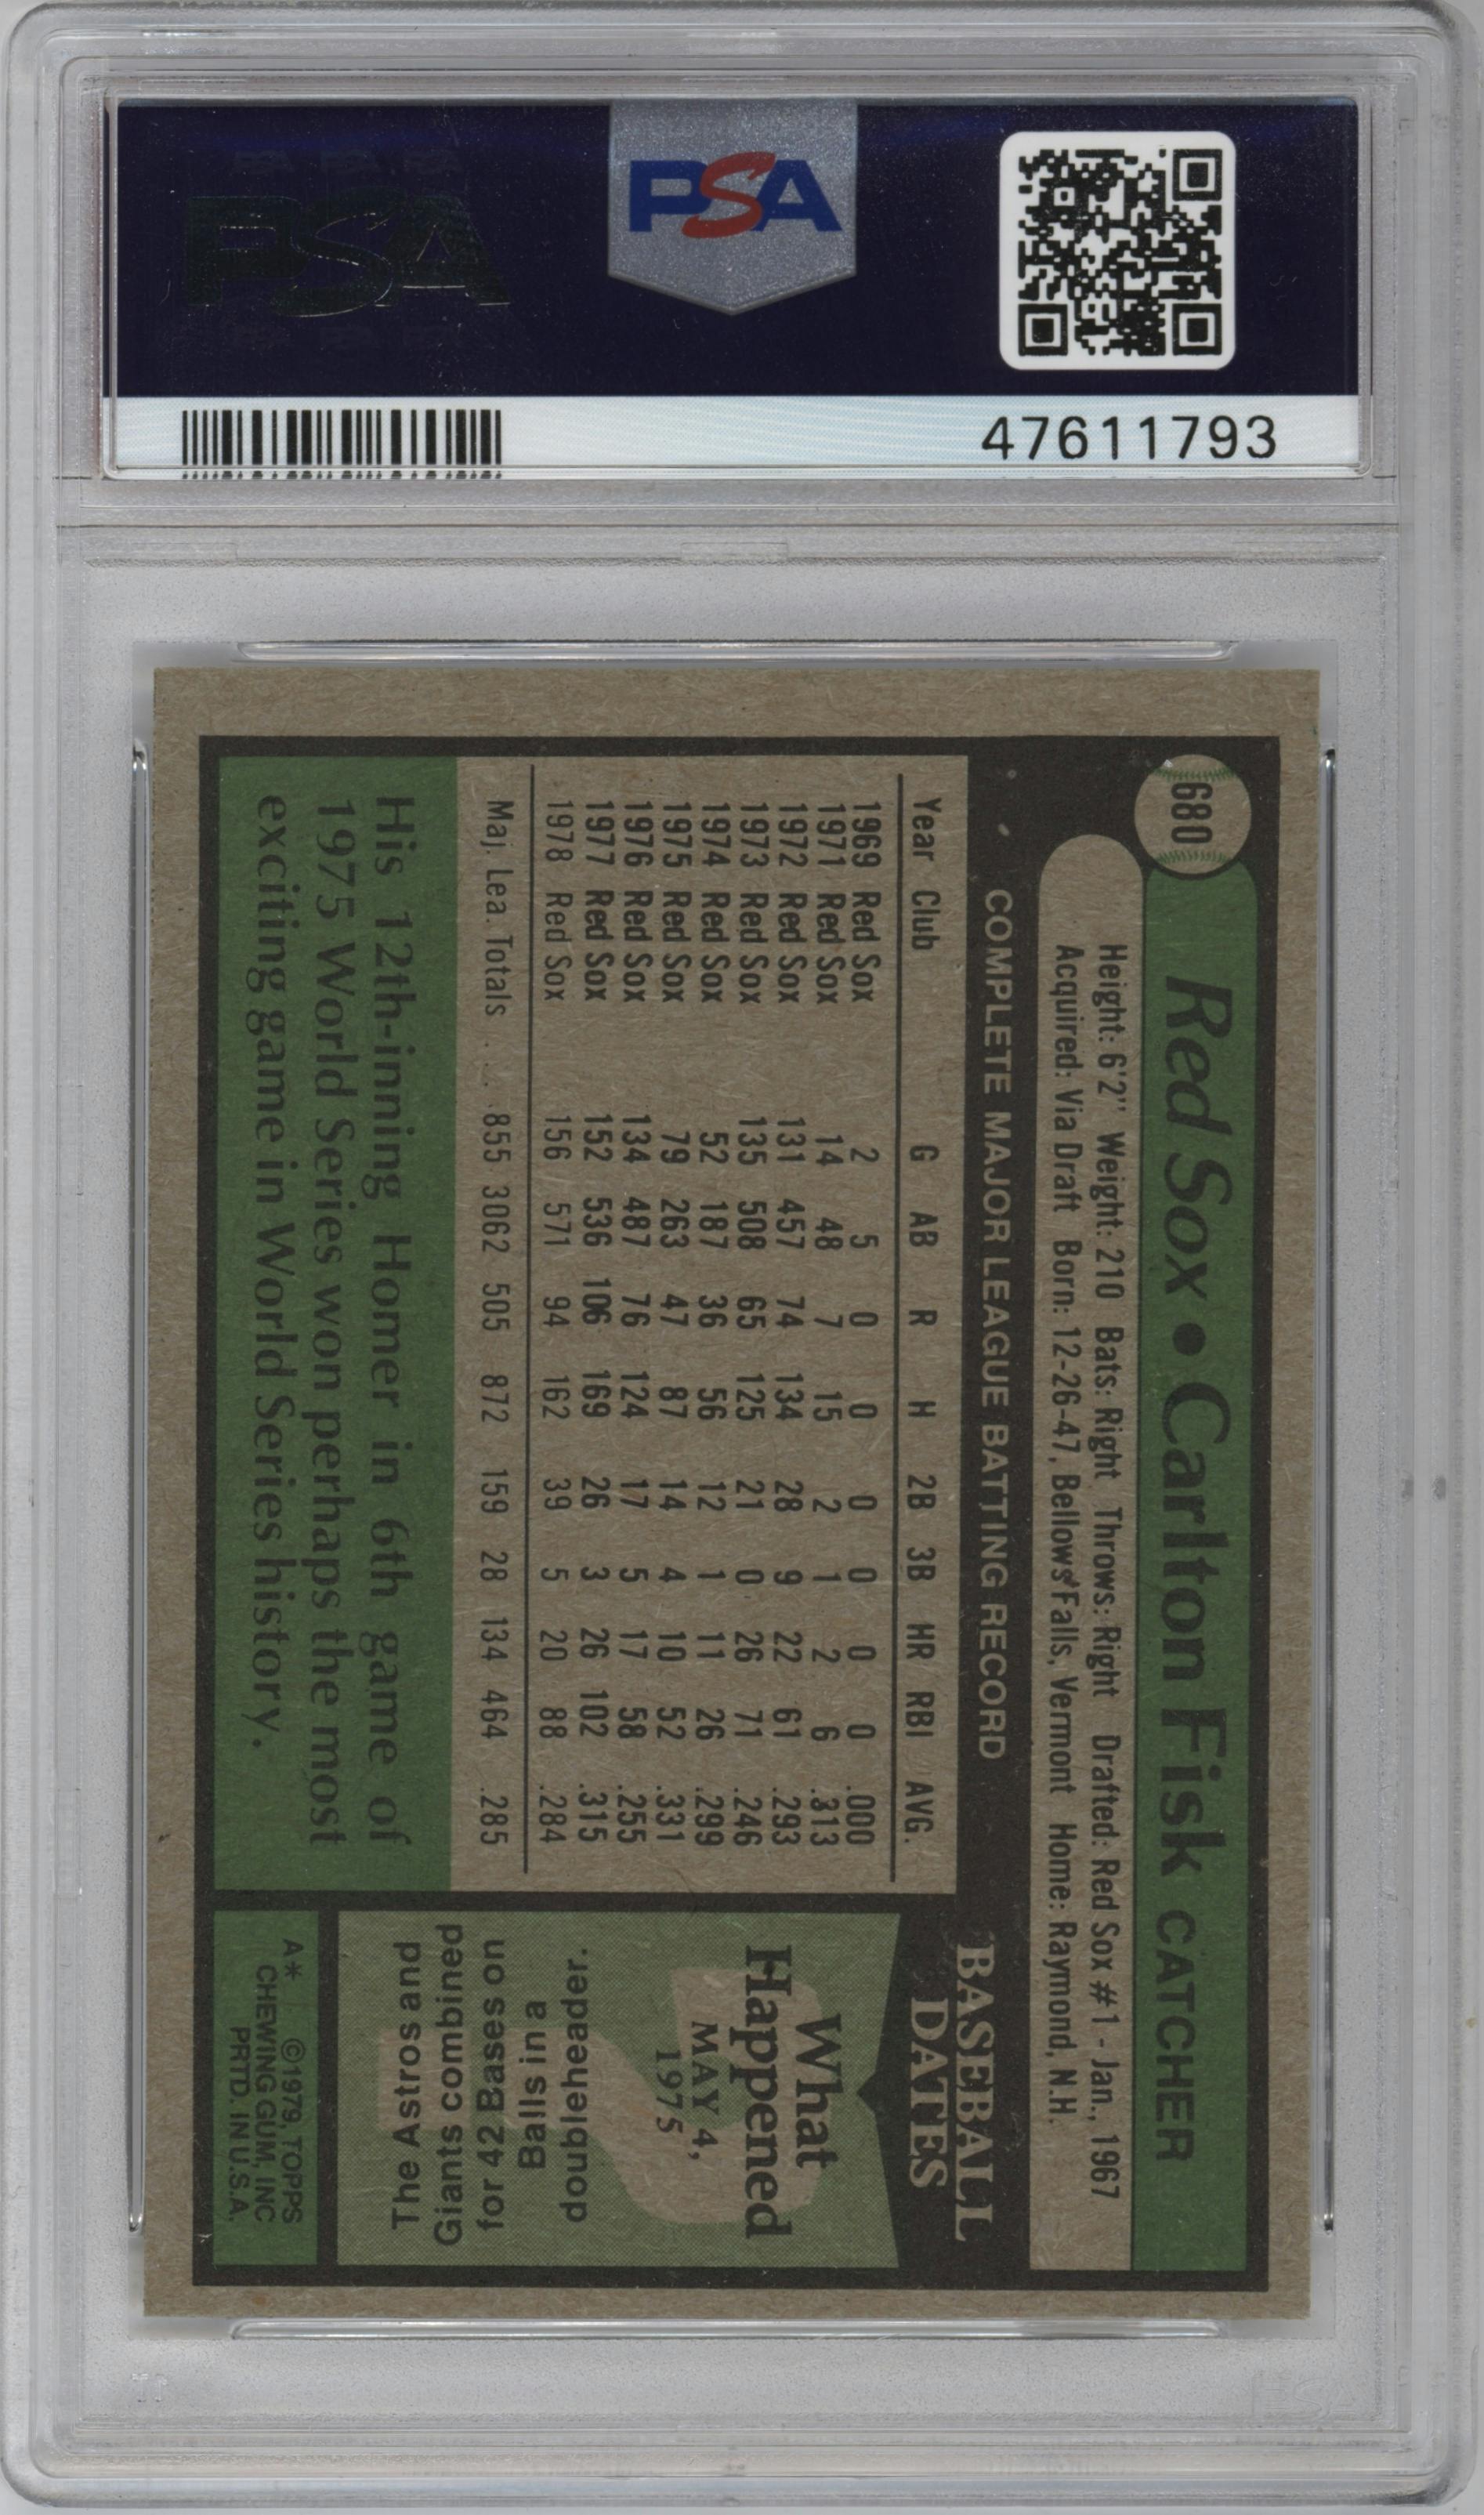 PSA
PSA
47611793
680
Red Sox • Carlton Fisk CATCHER
Height: 6'2" Weight: 210 Bats: Right Throws: Right Drafted: Red Sox #1 - Jan., 1967
Acquired: Via Draft Born: 12-26-47, Bellows Falls, Vermont Home: Raymond, N.H.
COMPLETE MAJOR LEAGUE BATTING RECORD
Year Club G AB R H 2B 3B HR RBI AVG.
1969 Red Sox 2 5 0 0 0 0 0 0 .000
1971 Red Sox 14 48 7 15 2 1 2 6 .313
1972 Red Sox 131 457 74 134 28 9 22 61 .293
1973 Red Sox 135 508 65 125 21 0 26 71 .246
1974 Red Sox 52 187 36 56 12 1 11 26 .299
1975 Red Sox 79 263 47 87 14 4 10 52 .331
1976 Red Sox 134 487 76 124 17 5 17 58 .255
1977 Red Sox 152 536 106 169 26 3 26 102 .315
1978 Red Sox 156 571 94 162 39 5 20 88 .284
Maj. Lea. Totals . . . 855 3062 505 872 159 28 134 464 .285
His 12th-inning Homer in 6th game of
1975 World Series won perhaps the most
exciting game in World Series history.
BASEBALL
DATES
What
Happened
MAY 4,
1975
The Astros and
Giants combined
for 42 Bases on
Balls in a
doubleheader.
A* ©1979, TOPPS
CHEWING GUM, INC
PRTD. IN U.S.A.